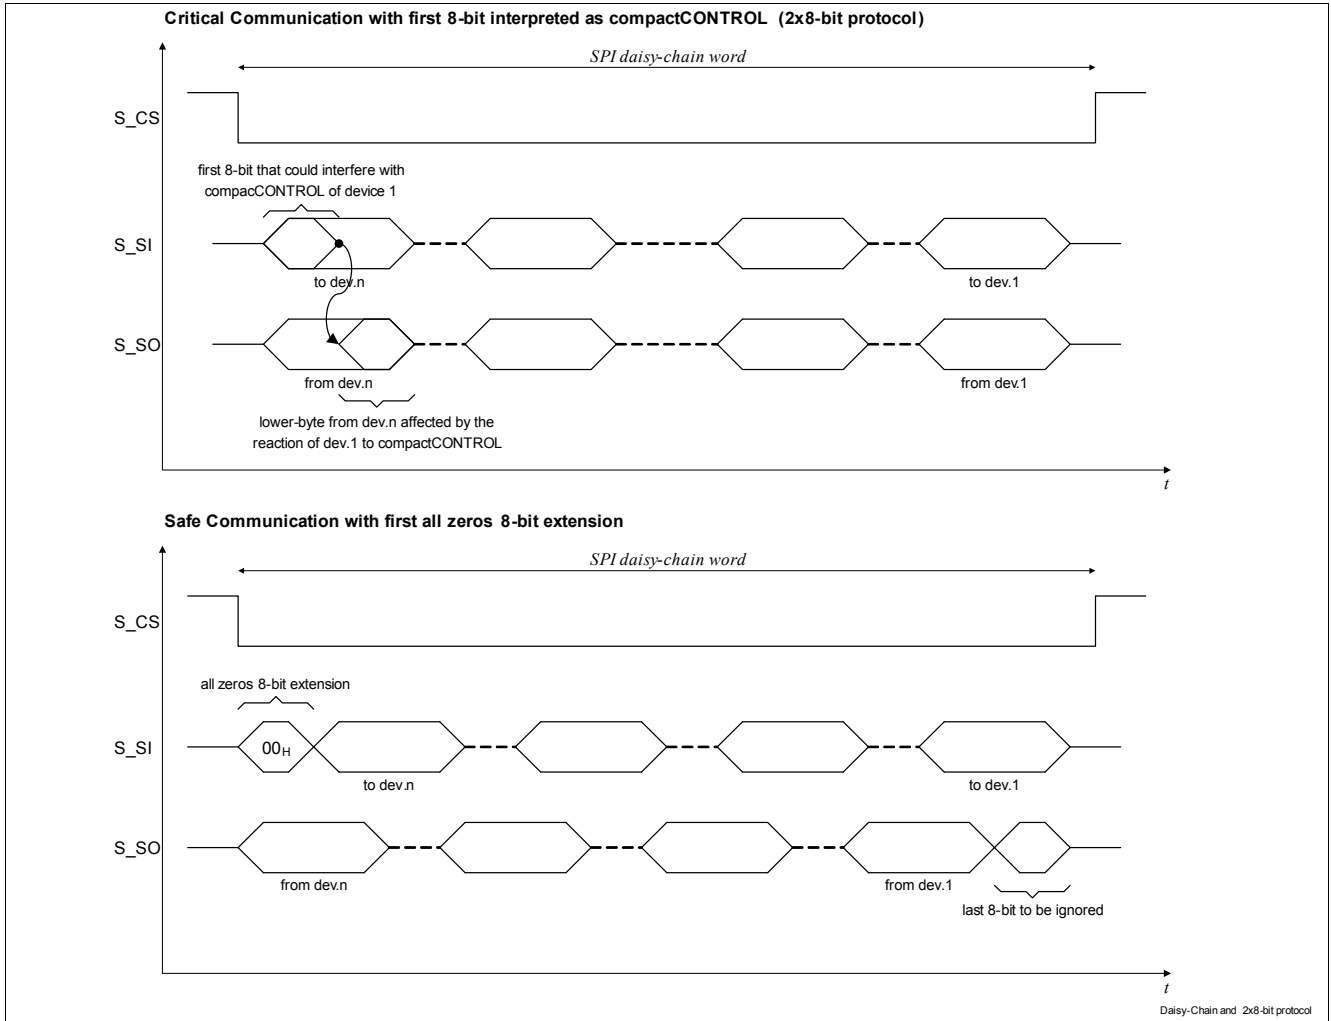 Critical Communication with first 8-bit interpreted as compactCONTROL (2x8-bit protocol)
SPI daisy-chain word
S_CS
first 8-bit that could interfere with
compacCONTROL of device 1
S_SI
to dev.n
to dev.1
S_SO
from dev.n
from dev.1
lower-byte from dev.n affected by the
reaction of dev.1 to compactCONTROL
t
Safe Communication with first all zeros 8-bit extension
SPI daisy-chain word
S_CS
all zeros 8-bit extension
S_SI
00H
to dev.n
to dev.1
S_SO
from dev.n
from dev.1
last 8-bit to be ignored
t
Daisy-Chain and 2x8-bit protocol